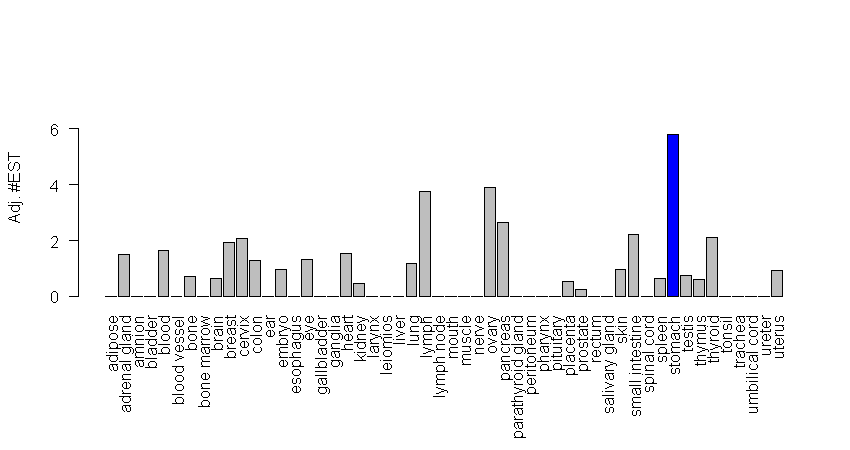 Adj. #EST
6
4
2
0
adipose
adrenal gland
amnion
bladder
blood
blood vessel
bone
bone marrow
brain
breast
cervix
colon
ear
embryo
esophagus
eye
gallbladder
ganglia
heart
kidney
larynx
leiomios
liver
lung
lymph
lymph node
mouth
muscle
nerve
ovary
pancreas
parathyroid gland
peritoneum
pharynx
pituitary
placenta
prostate
rectum
salivary gland
skin
small intestine
spinal cord
spleen
stomach
testis
thymus
thyroid
tonsil
trachea
umbilical cord
ureter
uterus